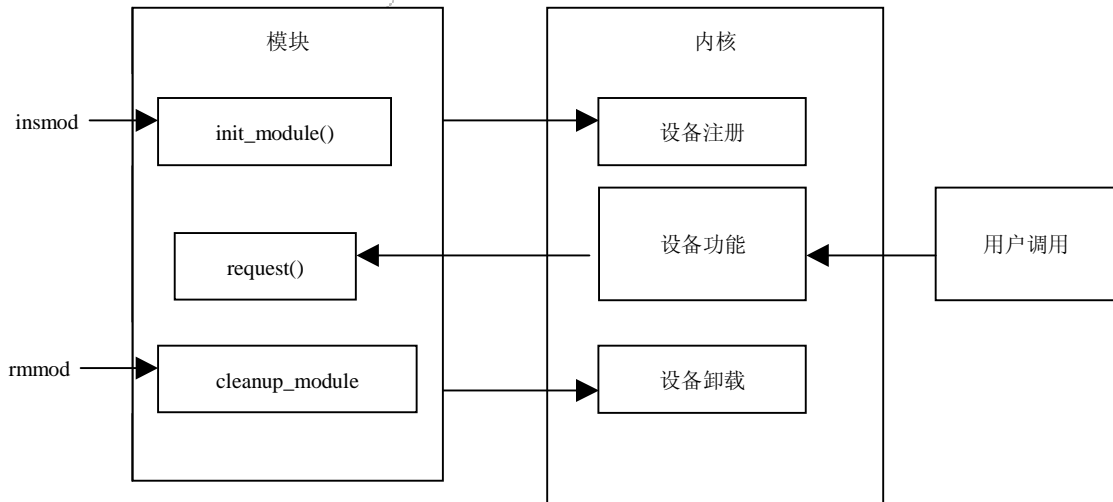 模块
内核
insmod
init_module()
设备注册
request()
设备功能
用户调用
rmmod
cleanup_module
设备卸载